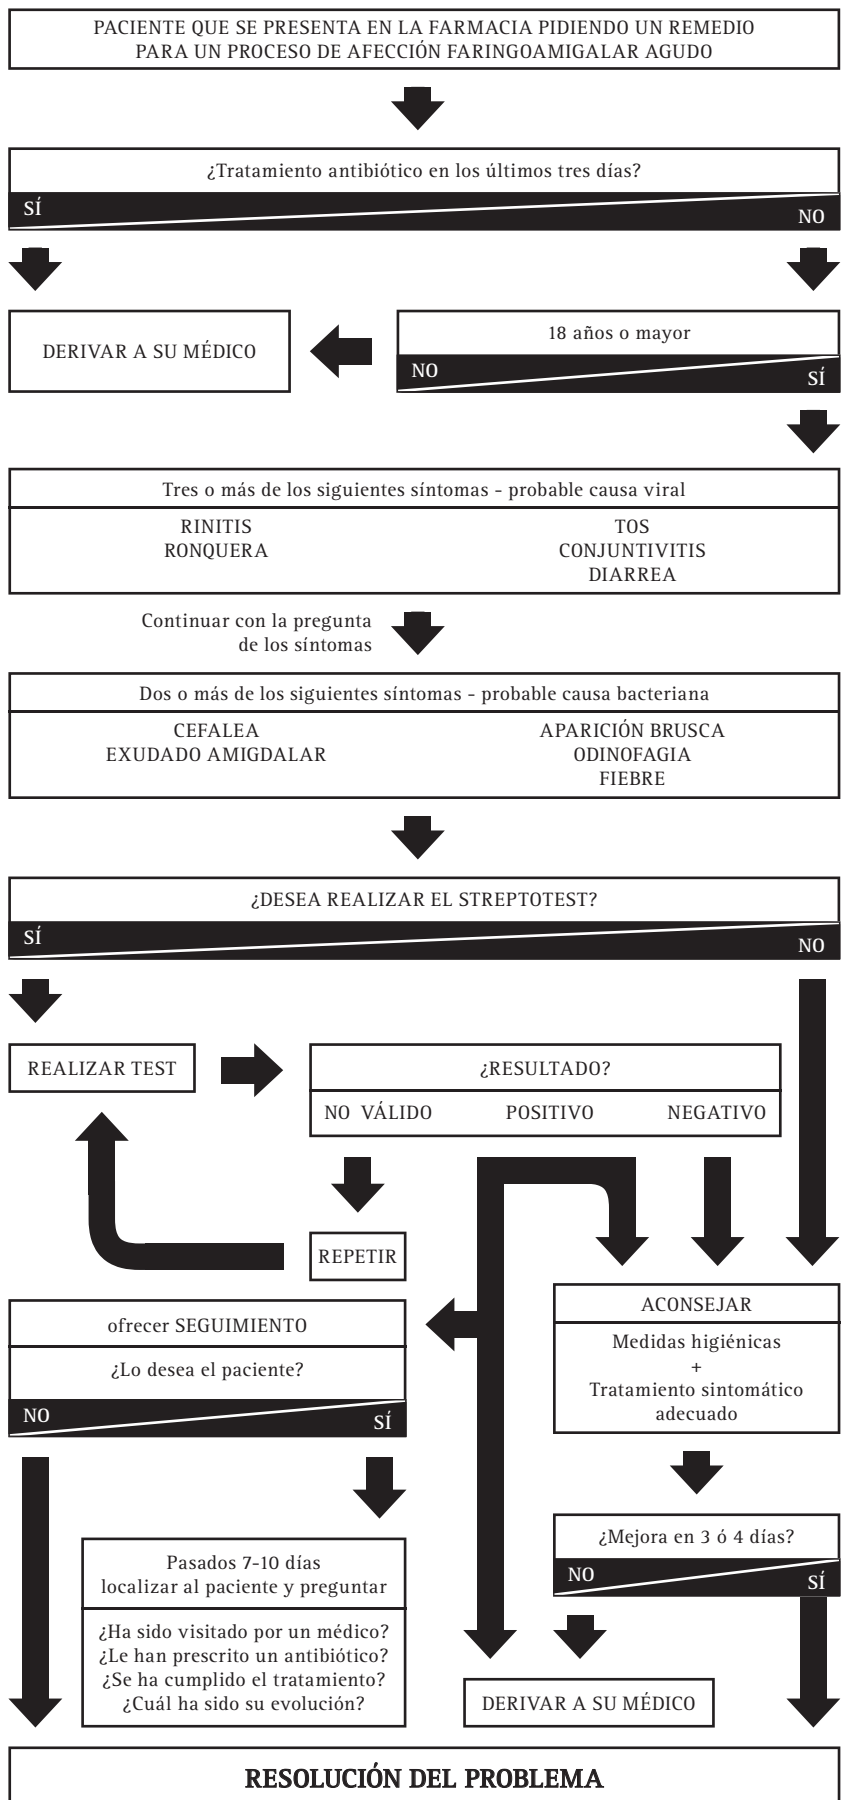 PACIENTE QUE SE PRESENTA EN LA FARMACIA PIDIENDO UN REMEDIO
PARA UN PROCESO DE AFECCIÓN FARINGOAMIGALAR AGUDO
¿Tratamiento antibiótico en los últimos tres días?
SÍ
NO
DERIVAR A SU MÉDICO
18 años o mayor
NO
SÍ
Tres o más de los siguientes síntomas - probable causa viral
RINITIS
RONQUERA
TOS
CONJUNTIVITIS
DIARREA
Continuar con la pregunta
de los síntomas
Dos o más de los siguientes síntomas - probable causa bacteriana
CEFALEA
EXUDADO AMIGDALAR
APARICIÓN BRUSCA
ODINOFAGIA
FIEBRE
¿DESEA REALIZAR EL STREPTOTEST?
SÍ
NO
REALIZAR TEST
¿RESULTADO?
NO VÁLIDO
POSITIVO
NEGATIVO
REPETIR
ofrecer SEGUIMIENTO
¿Lo desea el paciente?
NO
SÍ
ACONSEJAR
Medidas higiénicas
+
Tratamiento sintomático
adecuado
¿Mejora en 3 ó 4 días?
NO
SÍ
Pasados 7-10 días
localizar al paciente y preguntar
¿Ha sido visitado por un médico?
¿Le han prescrito un antibiótico?
¿Se ha cumplido el tratamiento?
¿Cuál ha sido su evolución?
DERIVAR A SU MÉDICO
RESOLUCIÓN DEL PROBLEMA